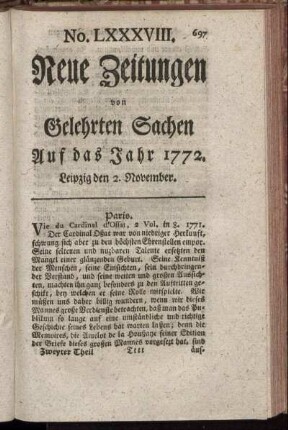 No. LXXXVIII.
697
Neue Zeitungen
von
Gelehrten Sachen
Auf das Jahr 1772.
Leipzig den 2. November.
Paris.
Vie du Cardinal d'Ossat, 2 Vol. in 8. 1771.
Der Cardinal Ossat war von niedriger Herkunft,
schwung sich aber zu den höchsten Ehrenstellen empor.
Seine seltenen und nuzbaren Talente ersetzten den
Mangel einer glänzenden Geburt. Seine Kenntniß
der Menschen, seine Einsichten, sein durchdringen-
der Verstand, und seine weiten und großen Einsich-
ten, machten ihn ganz besonders zu den Auftritten geschickt,
bey welchen er seine Rolle spielte. Wir
müssen uns daher billig wundern, wenn wir dieses
Mannes große Verdienste betrachten, daß man das Pu-
blikum so lange auf eine umständliche und richtige
Geschichte seines Lebens hat warten lassen; denn die
Memoires, die Amelot de la Houssaye seiner Edition
der Briefe dieses großen Mannes vorgesetzt hat, sind
Zweyter Theil
Tttt
aus-